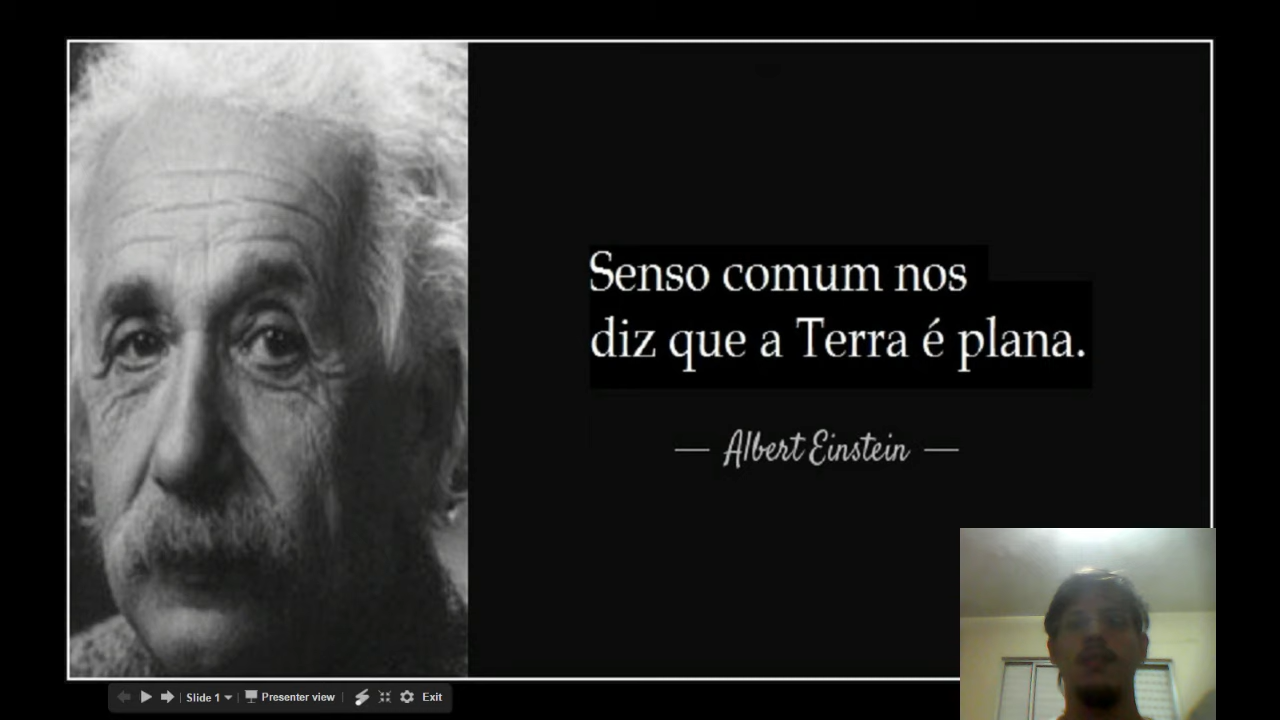 Senso comum nos
diz que a Terra é plana.
— Albert Einstein —
Slide 1
Presenter view
Exit